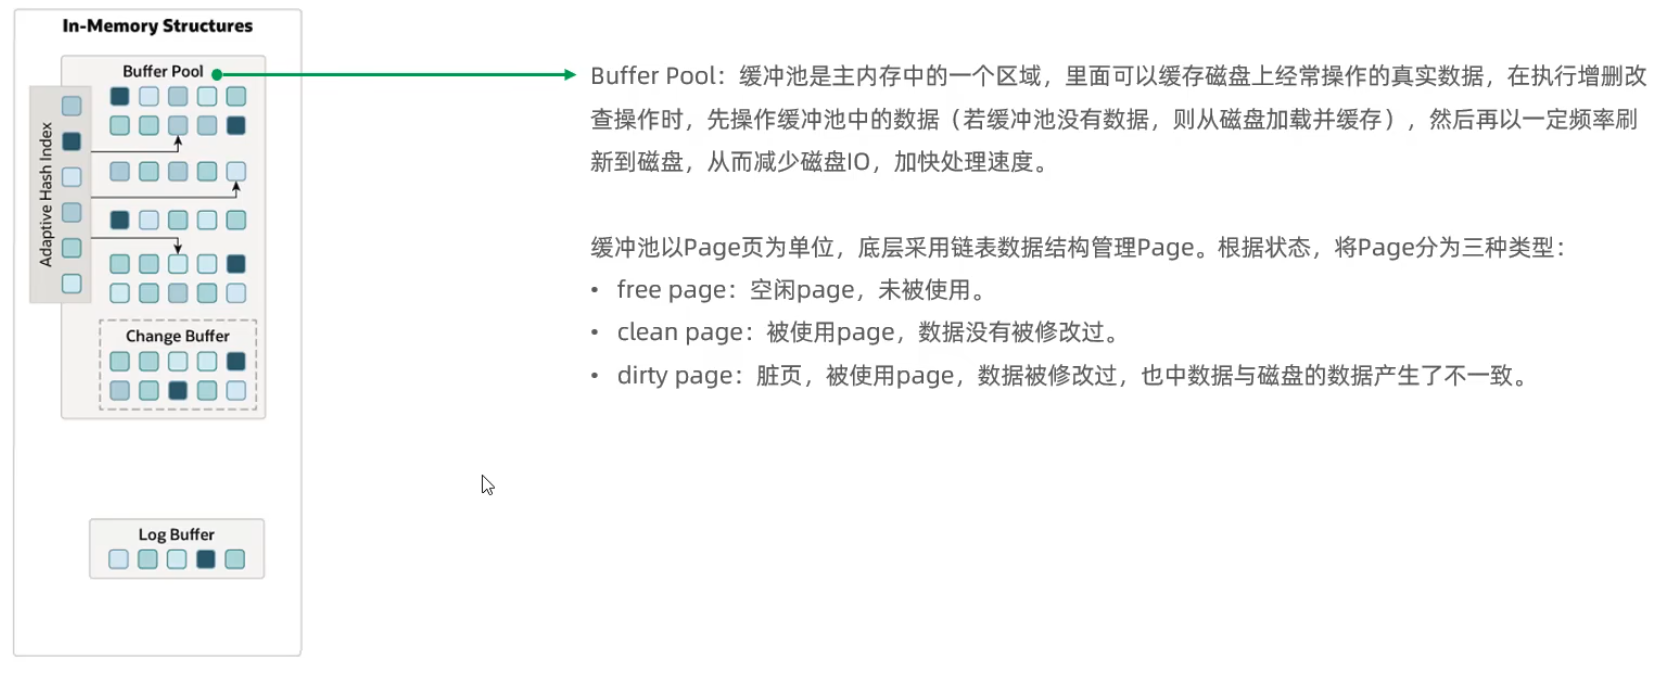 In-Memory Structures
Buffer Pool
Adaptive Hash Index
Change Buffer
Log Buffer
Buffer Pool：缓冲池是主内存中的一个区域，里面可以缓存磁盘上经常操作的真实数据，在执行增删改
查操作时，先操作缓冲池中的数据（若缓冲池没有数据，则从磁盘加载并缓存），然后再以一定频率刷
新到磁盘，从而减少磁盘IO，加快处理速度。
缓冲池以Page页为单位，底层采用链表数据结构管理Page。根据状态，将Page分为三种类型：
• free page：空闲page，未被使用。
• clean page：被使用page，数据没有被修改过。
• dirty page：脏页，被使用page，数据被修改过，也中数据与磁盘的数据产生了不一致。